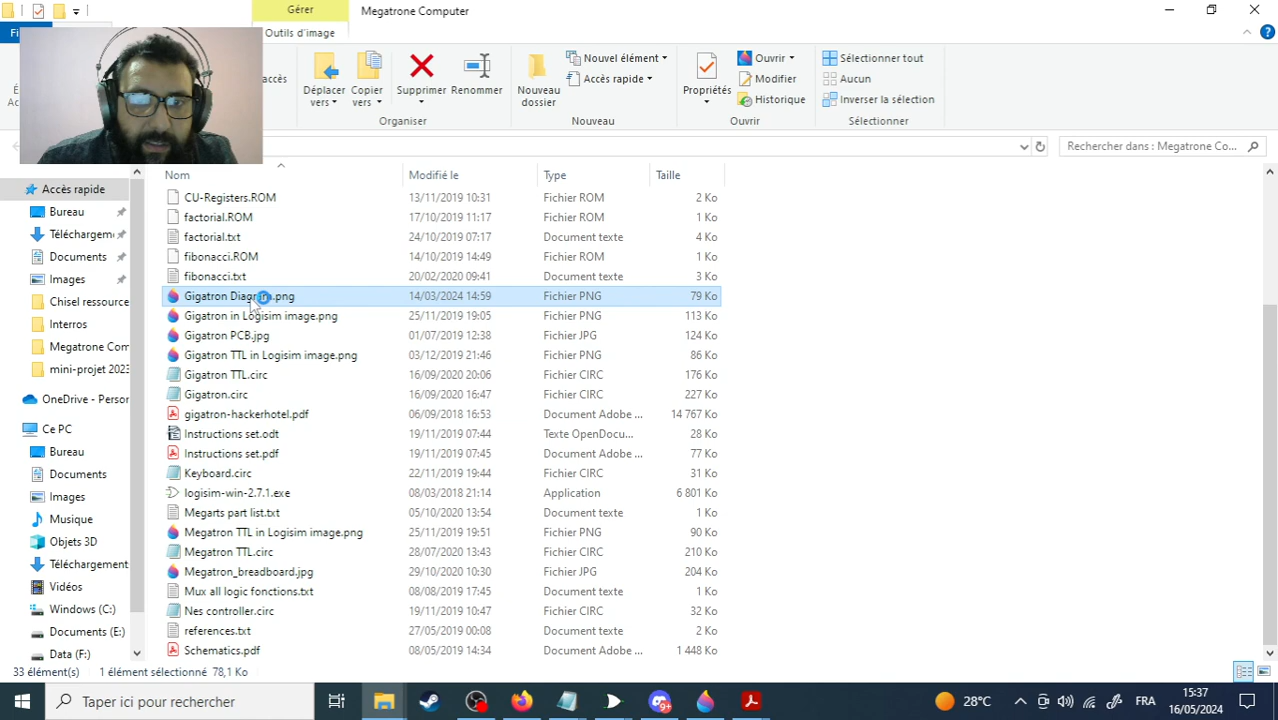 Gérer
Megatrone Computer
Outils d'image
accès
Déplacer vers
Copier vers
Supprimer
Renommer
Organiser
Nouveau dossier
Nouvel élément
Accès rapide
Nouveau
Propriétés
Ouvrir
Modifier
Historique
Ouvrir
Sélectionner tout
Aucun
Inverser la sélection
Sélectionner
Rechercher dans : Megatrone Co...
Nom Modifié le Type Taille
Accès rapide
Bureau
Téléchargem
Documents
Images
Chisel ressource
Interros
Megatrone Com
mini-projet 2023
OneDrive - Person
Ce PC
Bureau
Documents
Images
Musique
Objets 3D
Téléchargement
Vidéos
Windows (C:)
Documents (E:)
Data (F:)
CU-Registers.ROM 13/11/2019 10:31 Fichier ROM 2 Ko
factorial.ROM 17/10/2019 11:17 Fichier ROM 1 Ko
factorial.txt 24/10/2019 07:17 Document texte 4 Ko
fibonacci.ROM 14/10/2019 14:49 Fichier ROM 1 Ko
fibonacci.txt 20/02/2020 09:41 Document texte 3 Ko
Gigatron Diagram.png 14/03/2024 14:59 Fichier PNG 79 Ko
Gigatron in Logisim image.png 25/11/2019 19:05 Fichier PNG 113 Ko
Gigatron PCB.jpg 01/07/2019 12:38 Fichier JPG 124 Ko
Gigatron TTL in Logisim image.png 03/12/2019 21:46 Fichier PNG 86 Ko
Gigatron TTL.circ 16/09/2020 20:06 Fichier CIRC 176 Ko
Gigatron.circ 16/09/2020 16:47 Fichier CIRC 227 Ko
gigatron-hackerhotel.pdf 06/09/2018 16:53 Document Adobe ... 14 767 Ko
Instructions set.odt 19/11/2019 07:44 Texte OpenDocu... 28 Ko
Instructions set.pdf 19/11/2019 07:45 Document Adobe ... 77 Ko
Keyboard.circ 22/11/2019 19:44 Fichier CIRC 31 Ko
logisim-win-2.7.1.exe 08/03/2018 21:14 Application 6 801 Ko
Megarts part list.txt 05/10/2020 13:54 Document texte 1 Ko
Megatron TTL in Logisim image.png 25/11/2019 19:51 Fichier PNG 90 Ko
Megatron TTL.circ 28/07/2020 13:43 Fichier CIRC 210 Ko
Megatron_breadboard.jpg 29/10/2020 10:30 Fichier JPG 204 Ko
Mux all logic fonctions.txt 08/08/2019 17:45 Document texte 1 Ko
Nes controller.circ 19/11/2019 10:47 Fichier CIRC 32 Ko
references.txt 27/05/2019 00:08 Document texte 2 Ko
Schematics.pdf 08/05/2019 14:34 Document Adobe ... 1 448 Ko
33 élément(s) 1 élément sélectionné 78,1 Ko
Taper ici pour rechercher
9+
28°C
FRA
15:37
16/05/2024